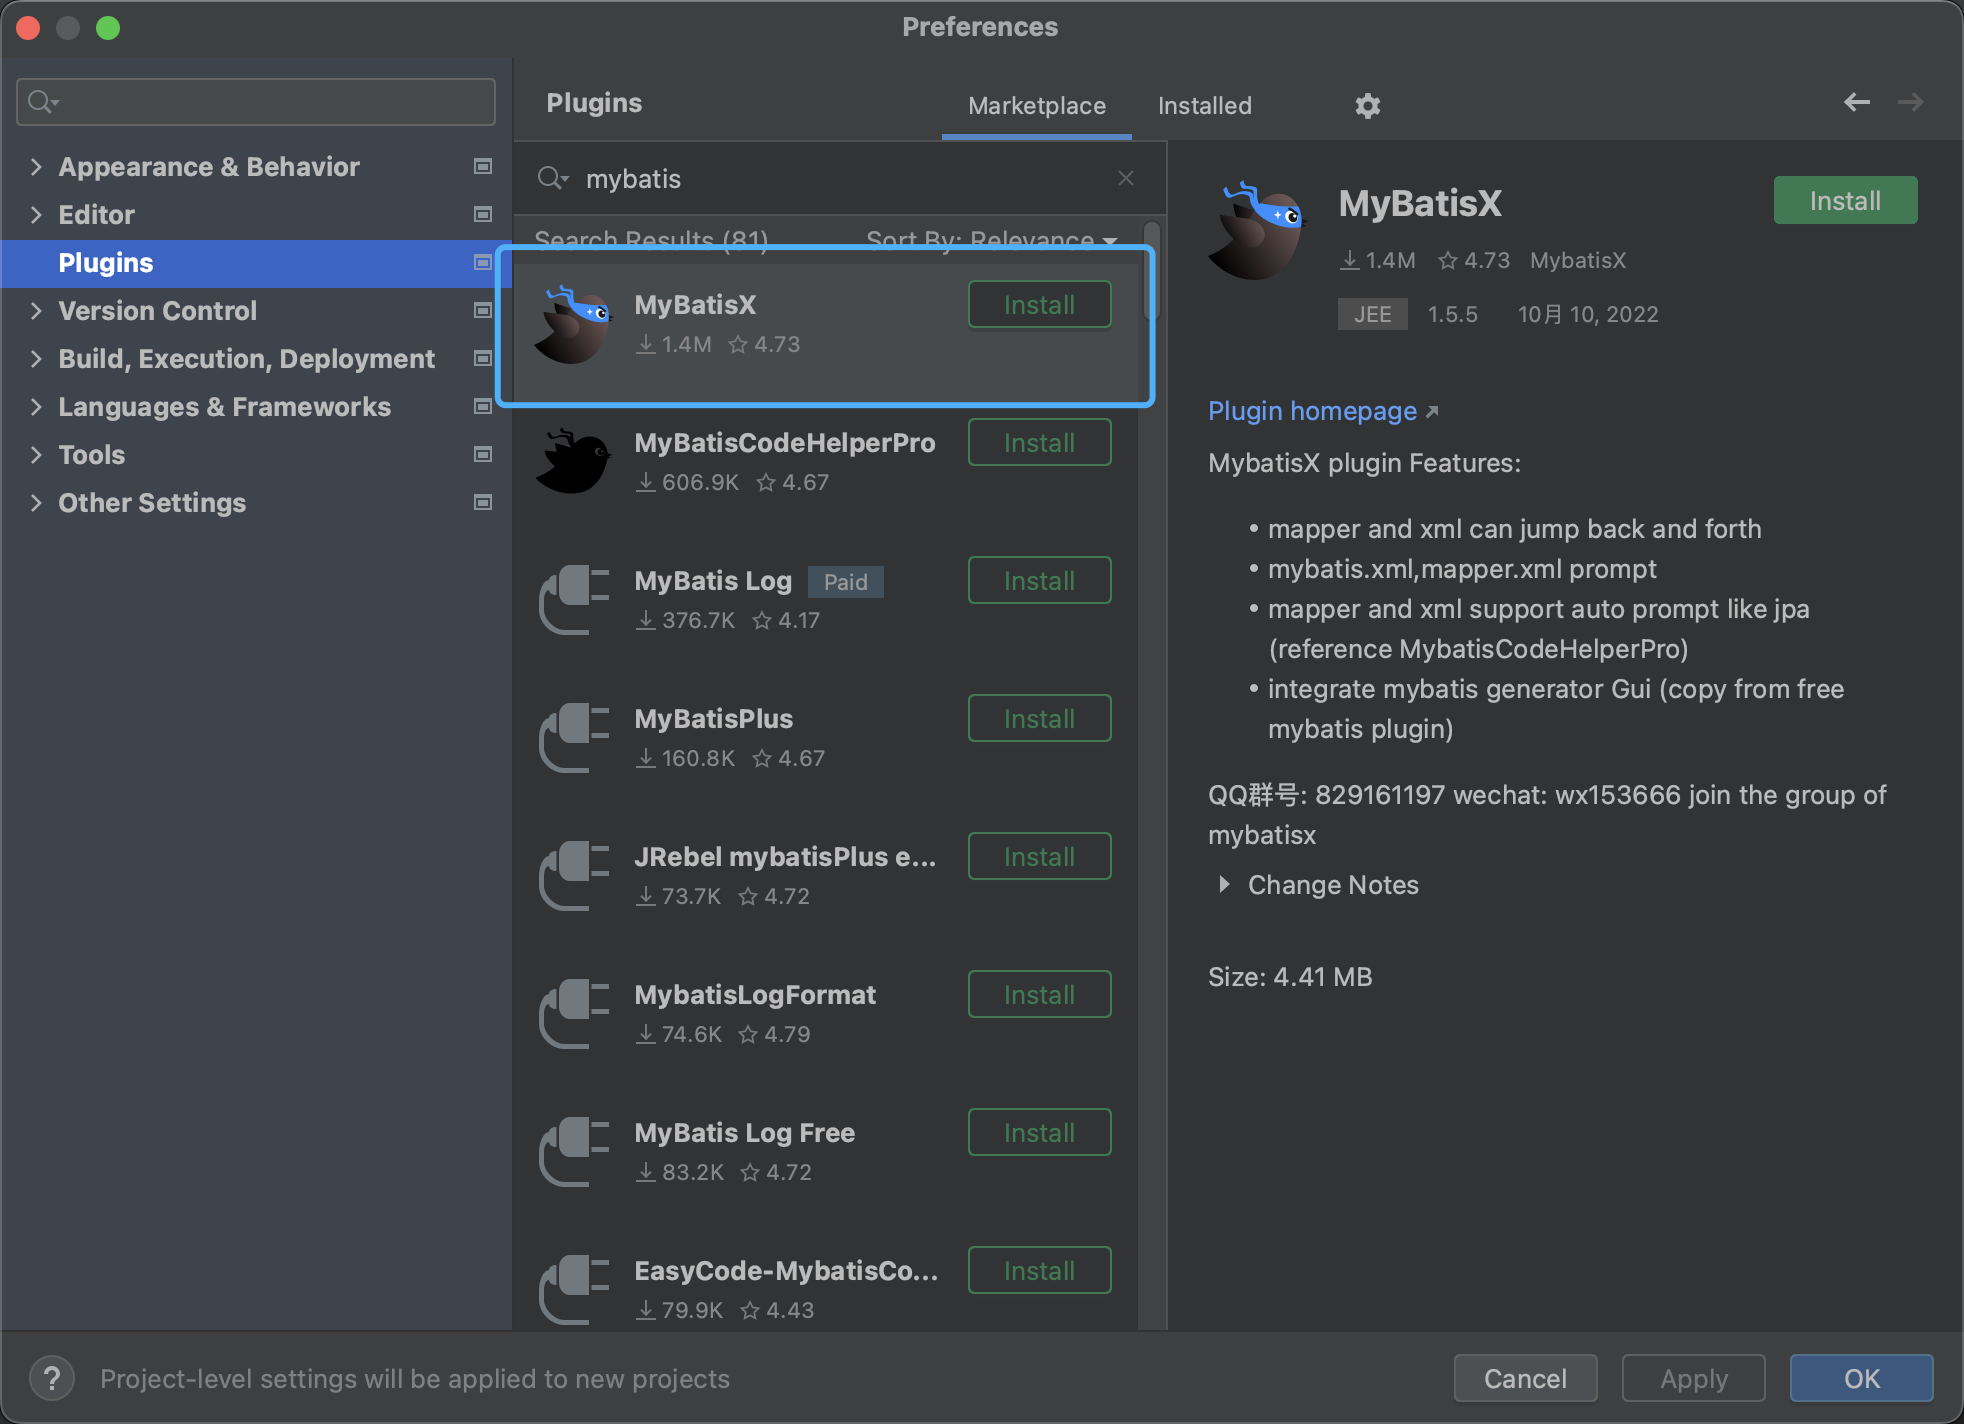 Preferences
Plugins
Marketplace
Installed
Appearance & Behavior
Editor
Plugins
Version Control
Build, Execution, Deployment
Languages & Frameworks
Tools
Other Settings
mybatis
Search Results (81)
Sort By: Relevance
MyBatisX
Install
1.4M 4.73
MyBatisCodeHelperPro
Install
606.9K 4.67
MyBatis Log Paid
Install
376.7K 4.17
MyBatisPlus
Install
160.8K 4.67
JRebel mybatisPlus e...
Install
73.7K 4.72
MybatisLogFormat
Install
74.6K 4.79
MyBatis Log Free
Install
83.2K 4.72
EasyCode-MybatisCo...
Install
79.9K 4.43
MyBatisX
Install
1.4M 4.73 MybatisX
JEE 1.5.5 10月 10, 2022
Plugin homepage
MybatisX plugin Features:
• mapper and xml can jump back and forth
• mybatis.xml,mapper.xml prompt
• mapper and xml support auto prompt like jpa
(reference MybatisCodeHelperPro)
• integrate mybatis generator Gui (copy from free
mybatis plugin)
QQ群号: 829161197 wechat: wx153666 join the group of
mybatisx
Change Notes
Size: 4.41 MB
? Project-level settings will be applied to new projects
Cancel
Apply
OK